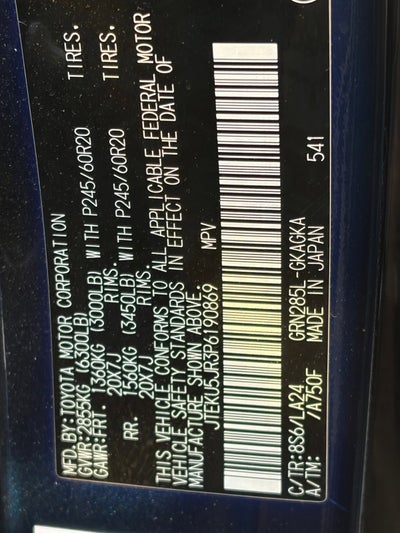 MFD.BY:TOYOTA MOTOR CORPORATION
GVWR:2855KG (6300LB)
GAWR:FRT. 1360KG (3000LB) WITH P245/60R20 TIRES.
20X7J RIMS.
RR. 1560KG (3450LB) WITH P245/60R20 TIRES.
20X7J RIMS.
THIS VEHICLE CONFORMS TO ALL APPLICABLE FEDERAL MOTOR
VEHICLE SAFETY STANDARDS IN EFFECT ON THE DATE OF
MANUFACTURE SHOWN ABOVE.
JTEKU5JR3P6190869 MPV
C/TR:8S6/LA24 GRN285L-GKAGKA
A/TM: /A750F MADE IN JAPAN 541